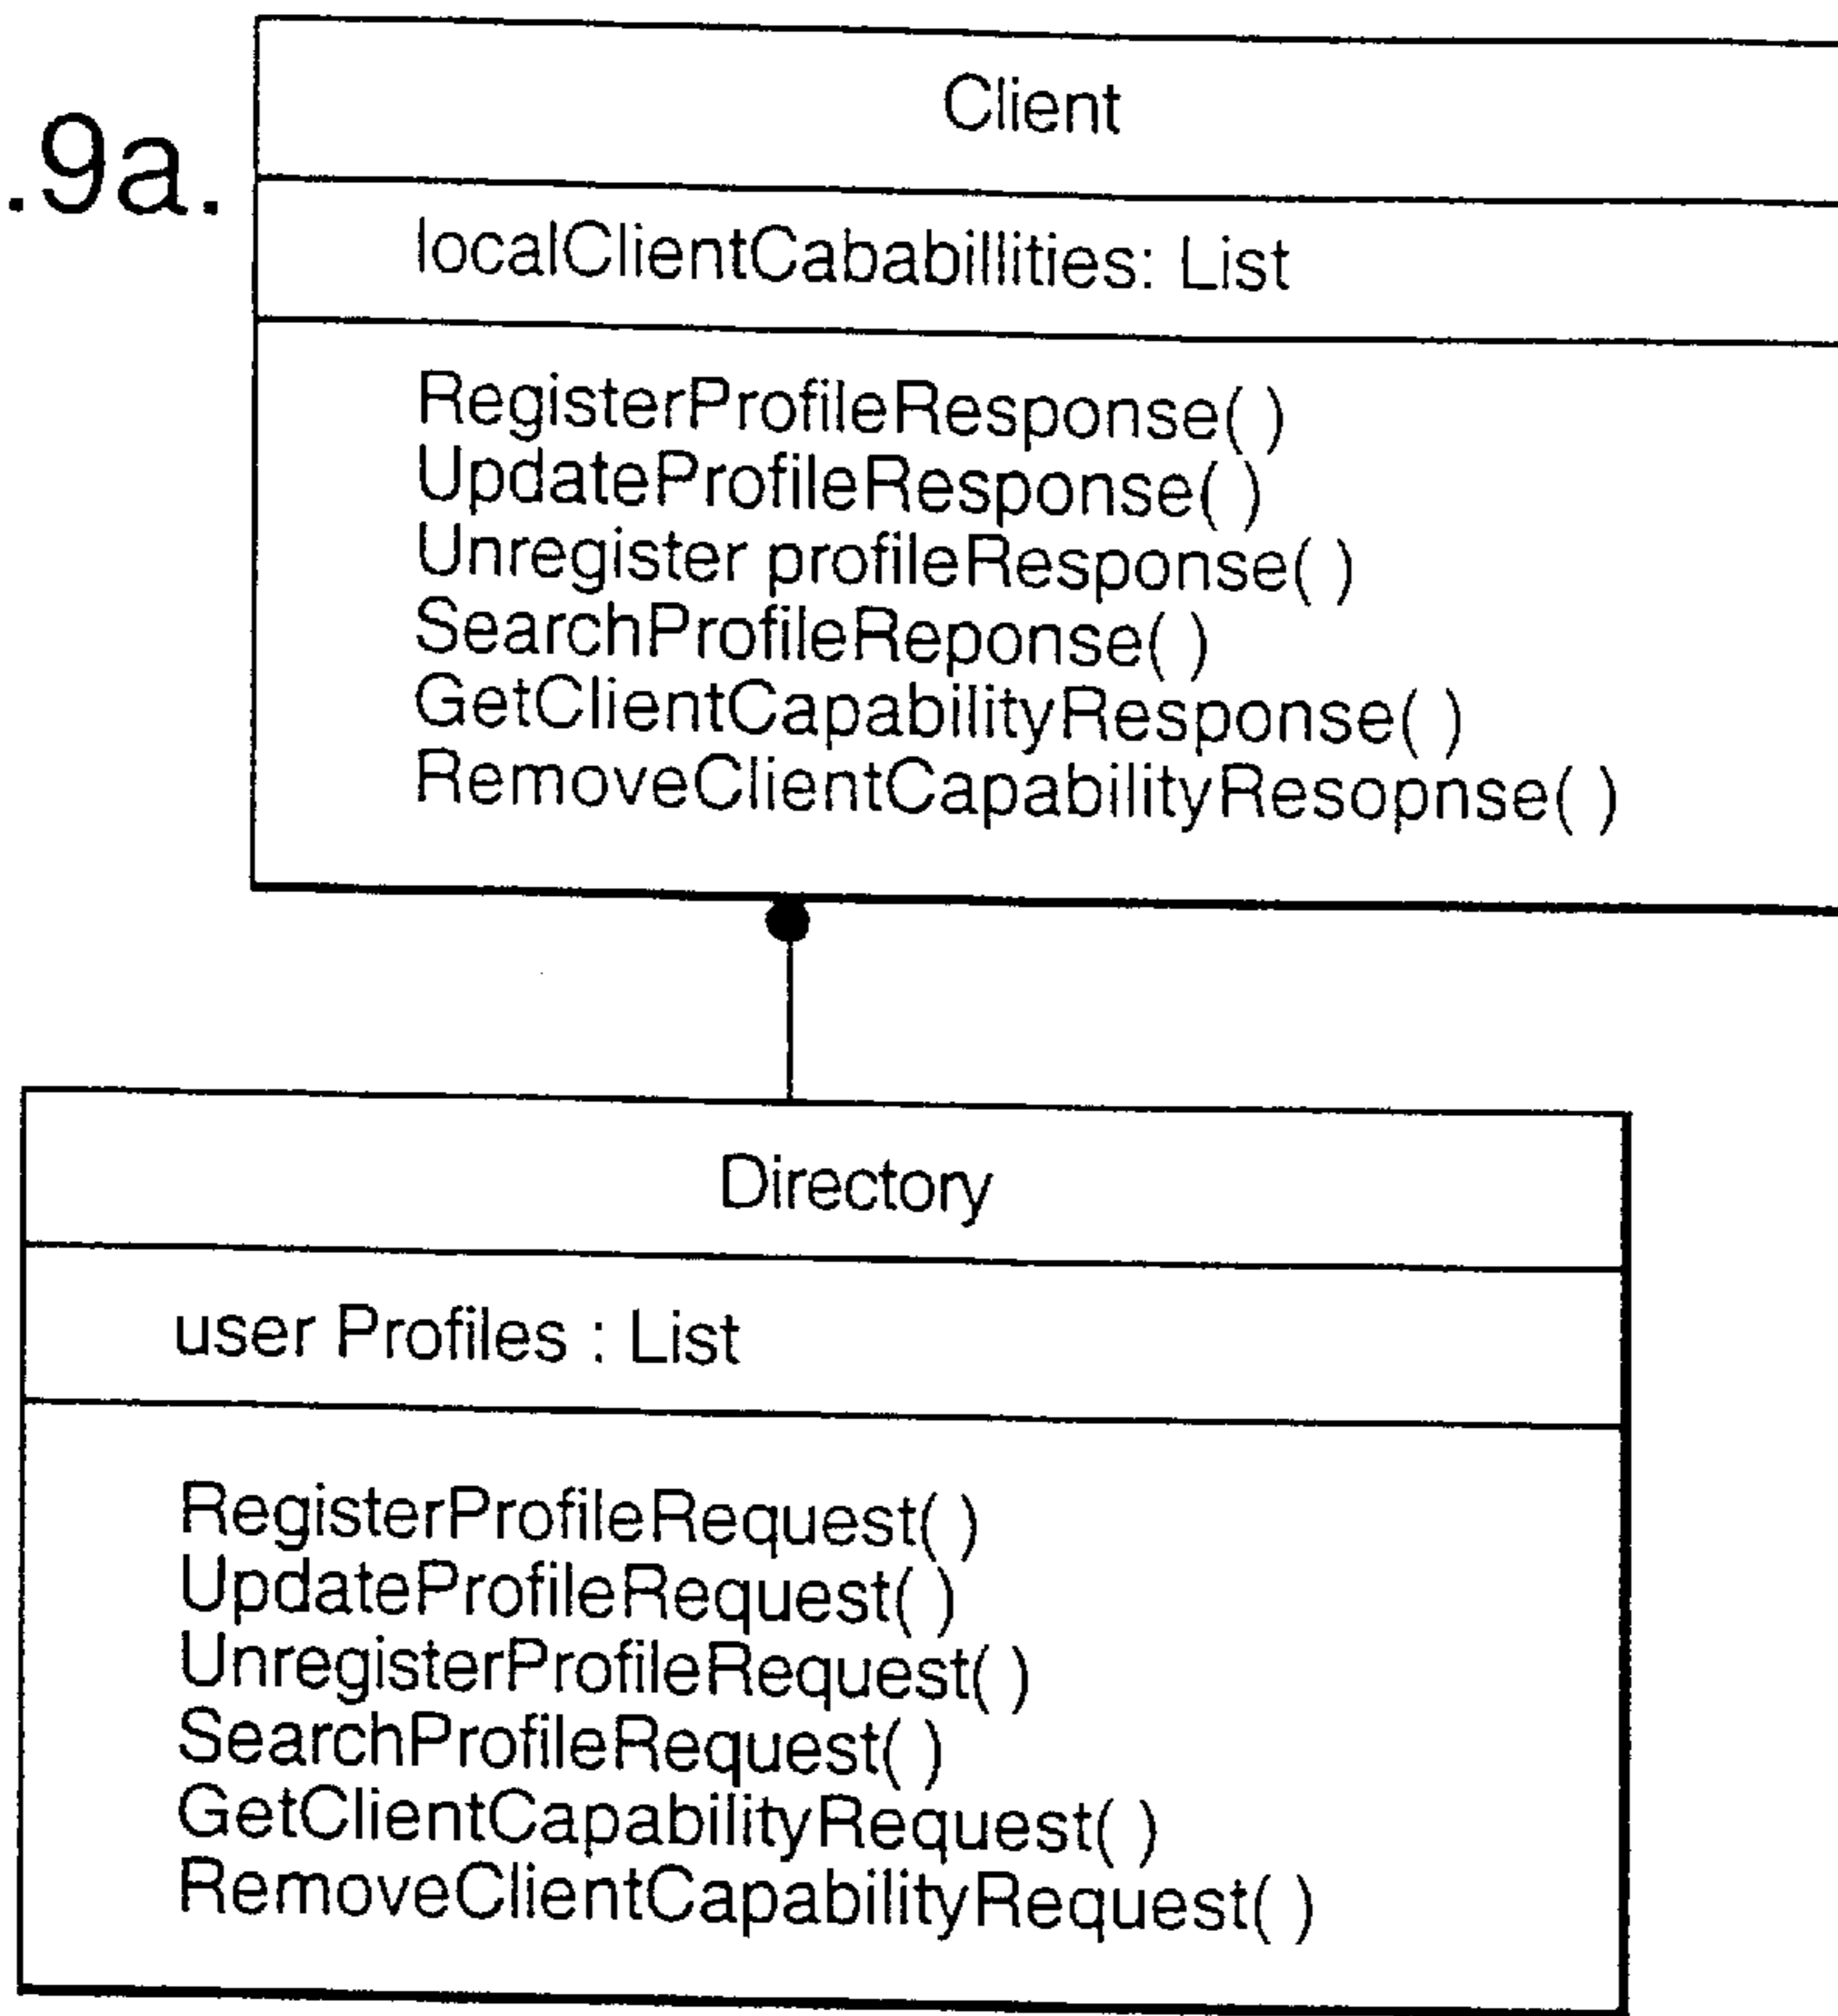 .9a.
Client
localClientCababillities: List
RegisterProfileResponse( )
UpdateProfileResponse( )
Unregister profileResponse( )
SearchProfileReponse( )
GetClientCapabilityResponse( )
RemoveClientCapabilityResopnse( )
Directory
user Profiles : List
RegisterProfileRequest( )
UpdateProfileRequest( )
UnregisterProfileRequest( )
SearchProfileRequest( )
GetClientCapabilityRequest( )
RemoveClientCapabilityRequest( )